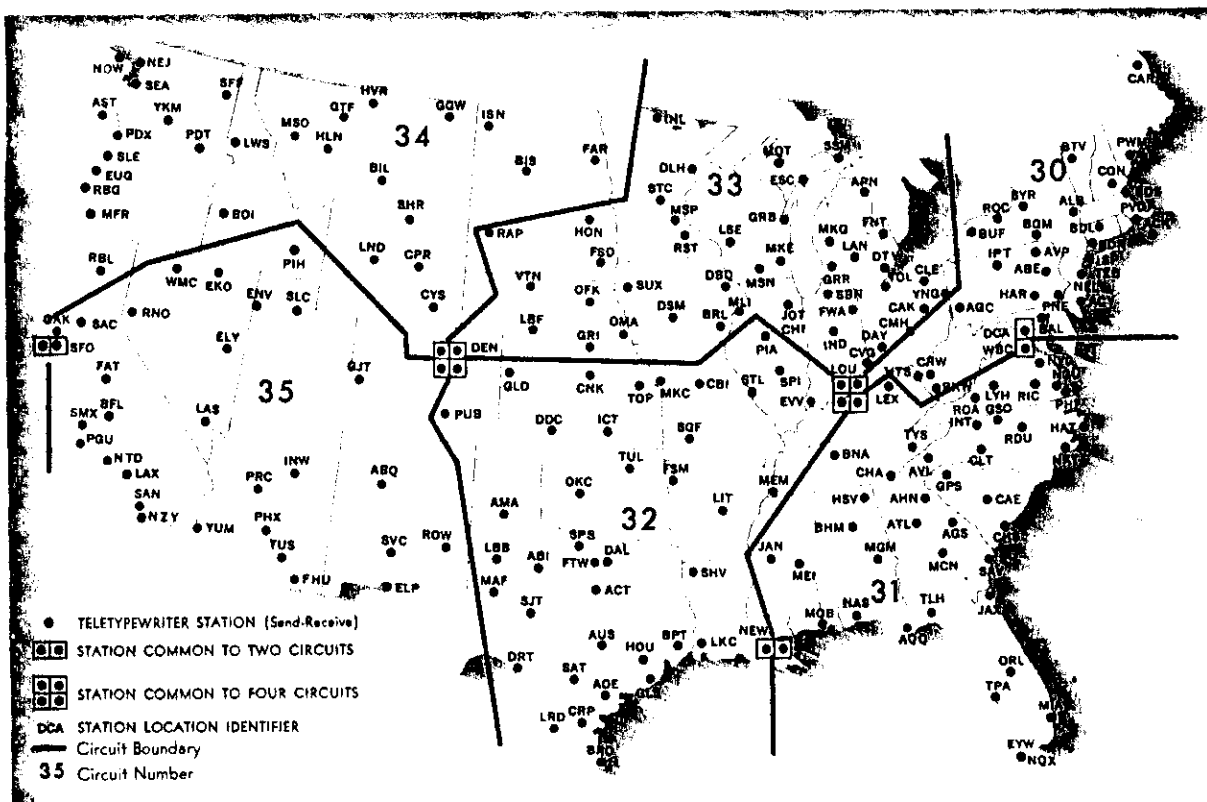 NOW
NEJ
SEA
AST
YKM
PDX
PDT
SLE
EUG
RBG
MFR
LWS
MSO
HLN
GTF
HVR
34
GGW
ISN
BIL
BIS
FAR
BOI
SHR
LND
CPR
CYS
RAP
HON
FSD
INL
DLH
STC
MSP
RST
33
MQT
SSM
ESC
GRB
LSE
MKE
MKG
LAN
APN
FNT
GRR
CLE
CAR
BTV
PWM
CON
30
SYR
ROC
BUF
ALB
BGM
BDL
IPT
AVP
ABE
HAR
RBL
WMC
EKO
PIH
ENV
SLC
RNO
OAK
SAC
SFO
ELY
VTN
OFK
SUX
DSM
LBF
OMA
GRI
BRL
MLI
MSN
JOT
CHI
SBN
FWA
IND
CAK
YNG
AGC
CMH
DAY
PIA
CVG
LOU
DCA
WBC
BAL
DEN
FAT
BFL
SMX
PGU
NTD
LAX
SAN
NZY
LAS
35
GJT
PUB
GLD
CNK
TOP
MKC
CBI
STL
SPI
EVV
LEX
CRW
LYH
RIC
ROA
INT
GSO
RDU
HAT
DDC
ICT
SGF
TUL
FSM
BNA
TYS
CHA
AVL
CLT
GPS
PRC
INW
ABQ
PHX
YUM
TUS
FHU
SVC
ELP
ROW
AMA
OKC
32
LIT
MEM
HSV
AHN
CAE
BHM
ATL
AGS
LBB
ABI
SPS
FTW
DAL
MAF
ACT
SHV
JAN
MEI
MGM
MCN
SAV
31
SJT
MOB
NAS
TLH
JAX
AQQ
AUS
HOU
BPT
LKC
NEW
DRT
SAT
GLS
LRD
CRP
ORL
TPA
MIA
EYW
NQX
TELETYPEWRITER STATION (Send-Receive)
STATION COMMON TO TWO CIRCUITS
STATION COMMON TO FOUR CIRCUITS
DCA STATION LOCATION IDENTIFIER
Circuit Boundary
35 Circuit Number